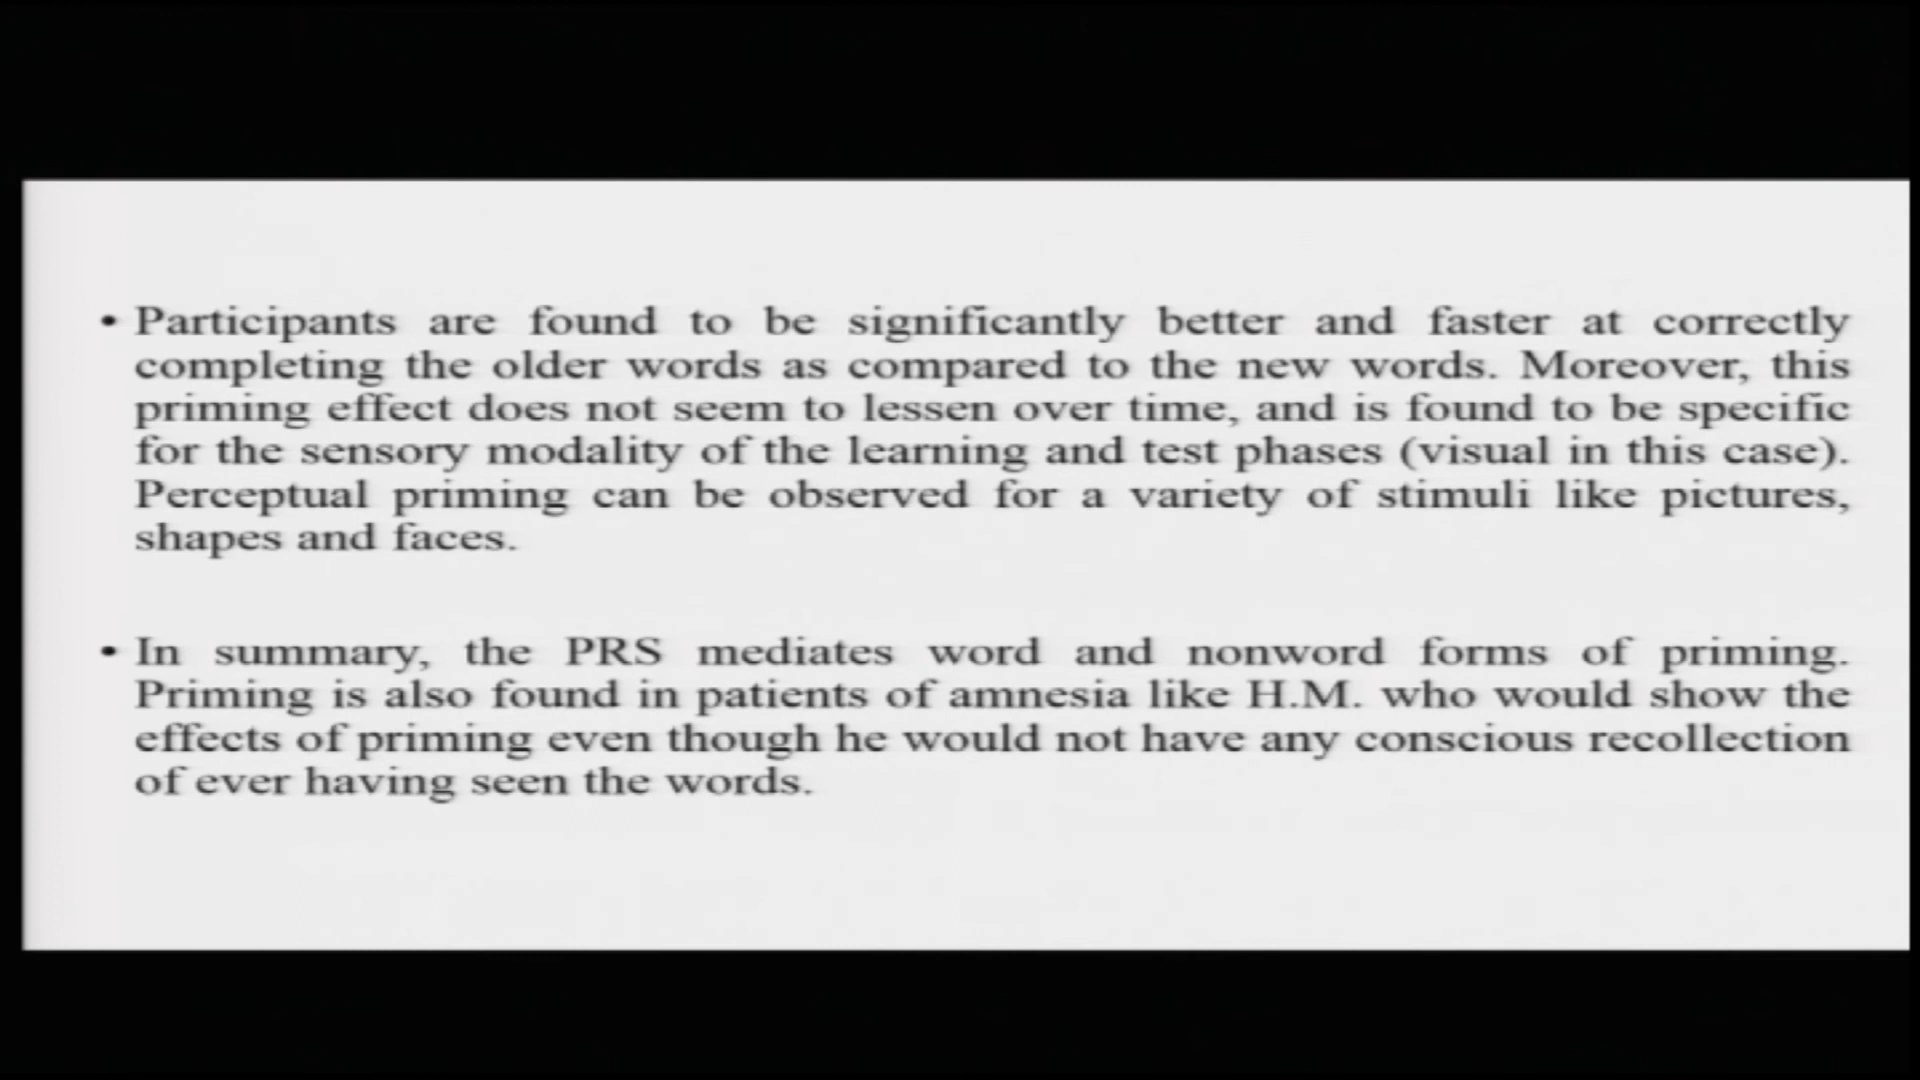 • Participants are found to be significantly better and faster at correctly
completing the older words as compared to the new words. Moreover, this
priming effect does not seem to lessen over time, and is found to be specific
for the sensory modality of the learning and test phases (visual in this case).
Perceptual priming can be observed for a variety of stimuli like pictures,
shapes and faces.
• In summary, the PRS mediates word and nonword forms of priming.
Priming is also found in patients of amnesia like H.M. who would show the
effects of priming even though he would not have any conscious recollection
of ever having seen the words.